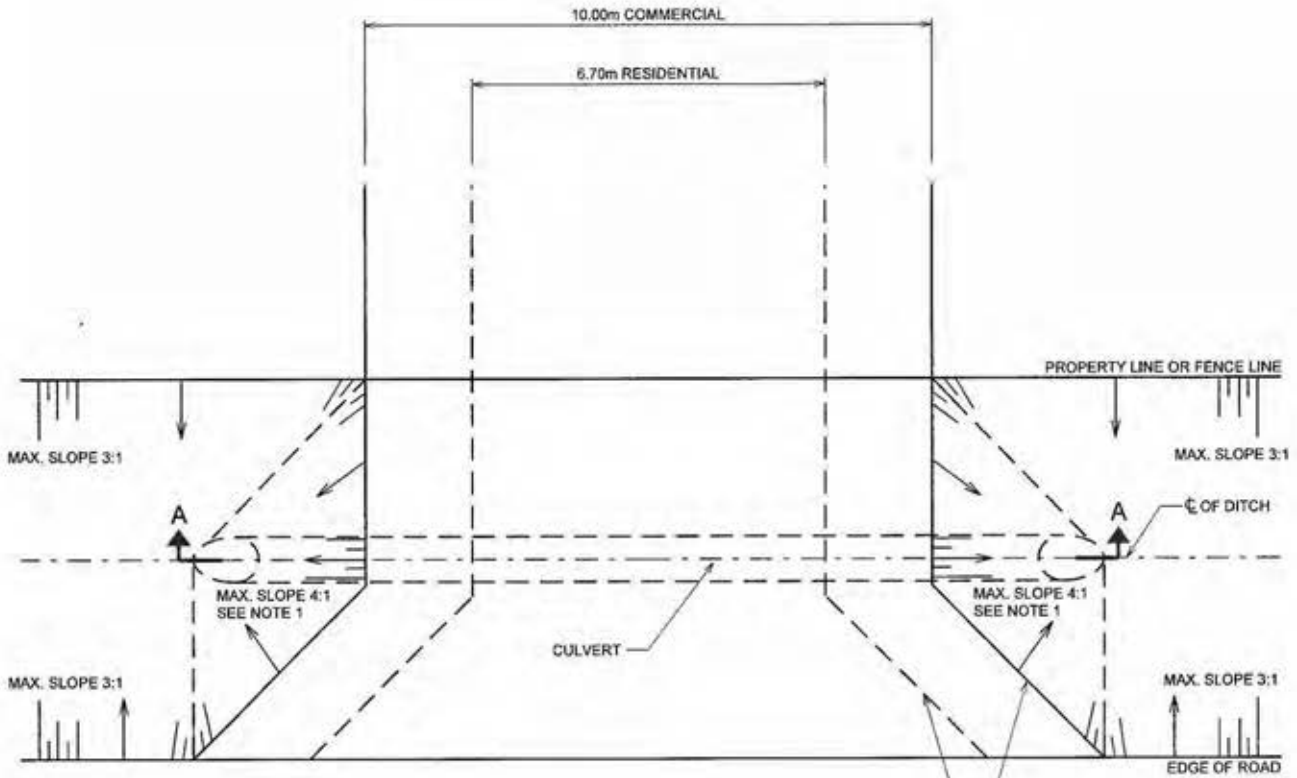 10.00m COMMERCIAL
6.70m RESIDENTIAL
PROPERTY LINE OR FENCE LINE
MAX. SLOPE 3:1
MAX. SLOPE 3:1
A
A
℄ OF DITCH
MAX. SLOPE 4:1
SEE NOTE 1
MAX. SLOPE 4:1
SEE NOTE 1
CULVERT
MAX. SLOPE 3:1
MAX. SLOPE 3:1
EDGE OF ROAD